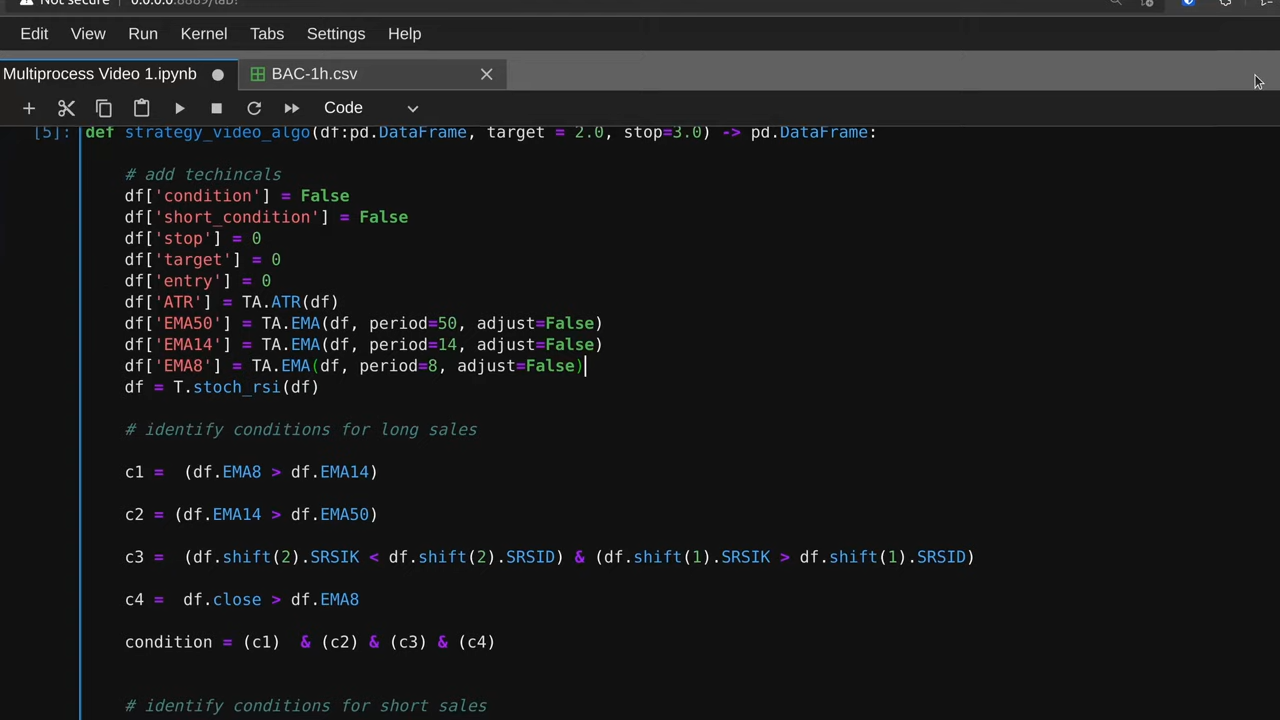 Not secure
Edit View Run Kernel Tabs Settings Help
Multiprocess Video 1.ipynb BAC-1h.csv
Code
[5]: def strategy_video_algo(df:pd.DataFrame, target = 2.0, stop=3.0) -> pd.DataFrame:
# add techincals
df['condition'] = False
df['short_condition'] = False
df['stop'] = 0
df['target'] = 0
df['entry'] = 0
df['ATR'] = TA.ATR(df)
df['EMA50'] = TA.EMA(df, period=50, adjust=False)
df['EMA14'] = TA.EMA(df, period=14, adjust=False)
df['EMA8'] = TA.EMA(df, period=8, adjust=False)
df = T.stoch_rsi(df)
# identify conditions for long sales
c1 =  (df.EMA8 > df.EMA14)
c2 = (df.EMA14 > df.EMA50)
c3 =  (df.shift(2).SRSIK < df.shift(2).SRSID) & (df.shift(1).SRSIK > df.shift(1).SRSID)
c4 =  df.close > df.EMA8
condition = (c1)  & (c2) & (c3) & (c4)
# identify conditions for short sales